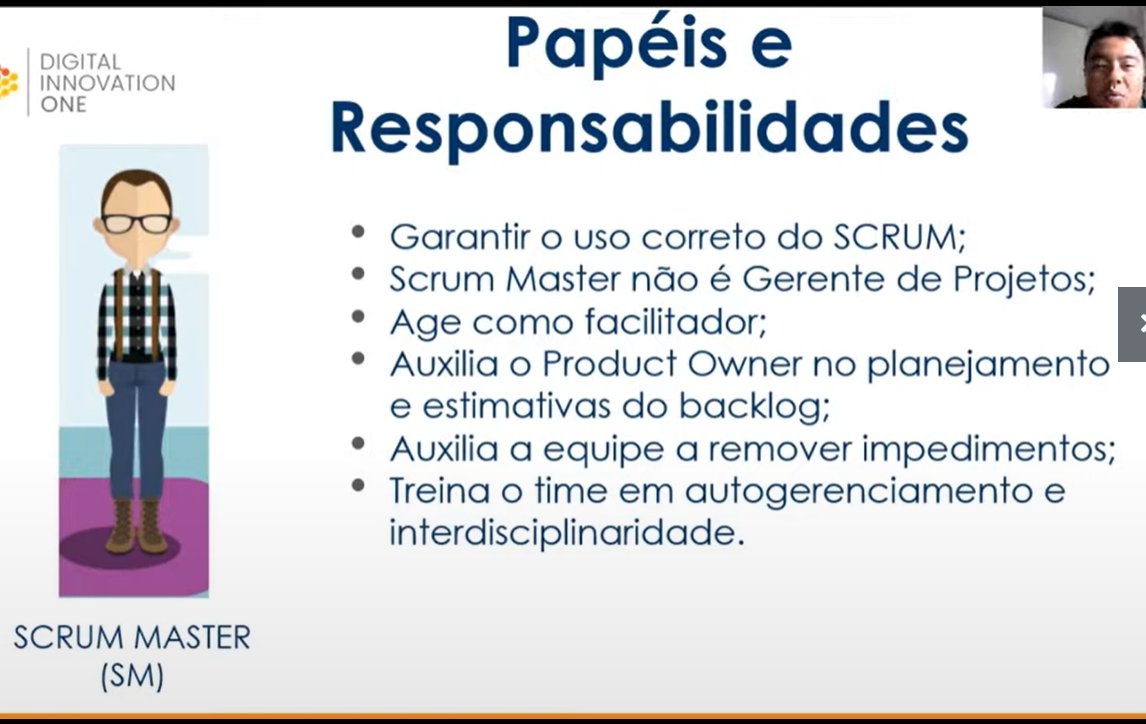 DIGITAL
INNOVATION
ONE
Papéis e
Responsabilidades
• Garantir o uso correto do SCRUM;
• Scrum Master não é Gerente de Projetos;
• Age como facilitador;
• Auxilia o Product Owner no planejamento
e estimativas do backlog;
• Auxilia a equipe a remover impedimentos;
• Treina o time em autogerenciamento e
interdisciplinaridade.
SCRUM MASTER
(SM)